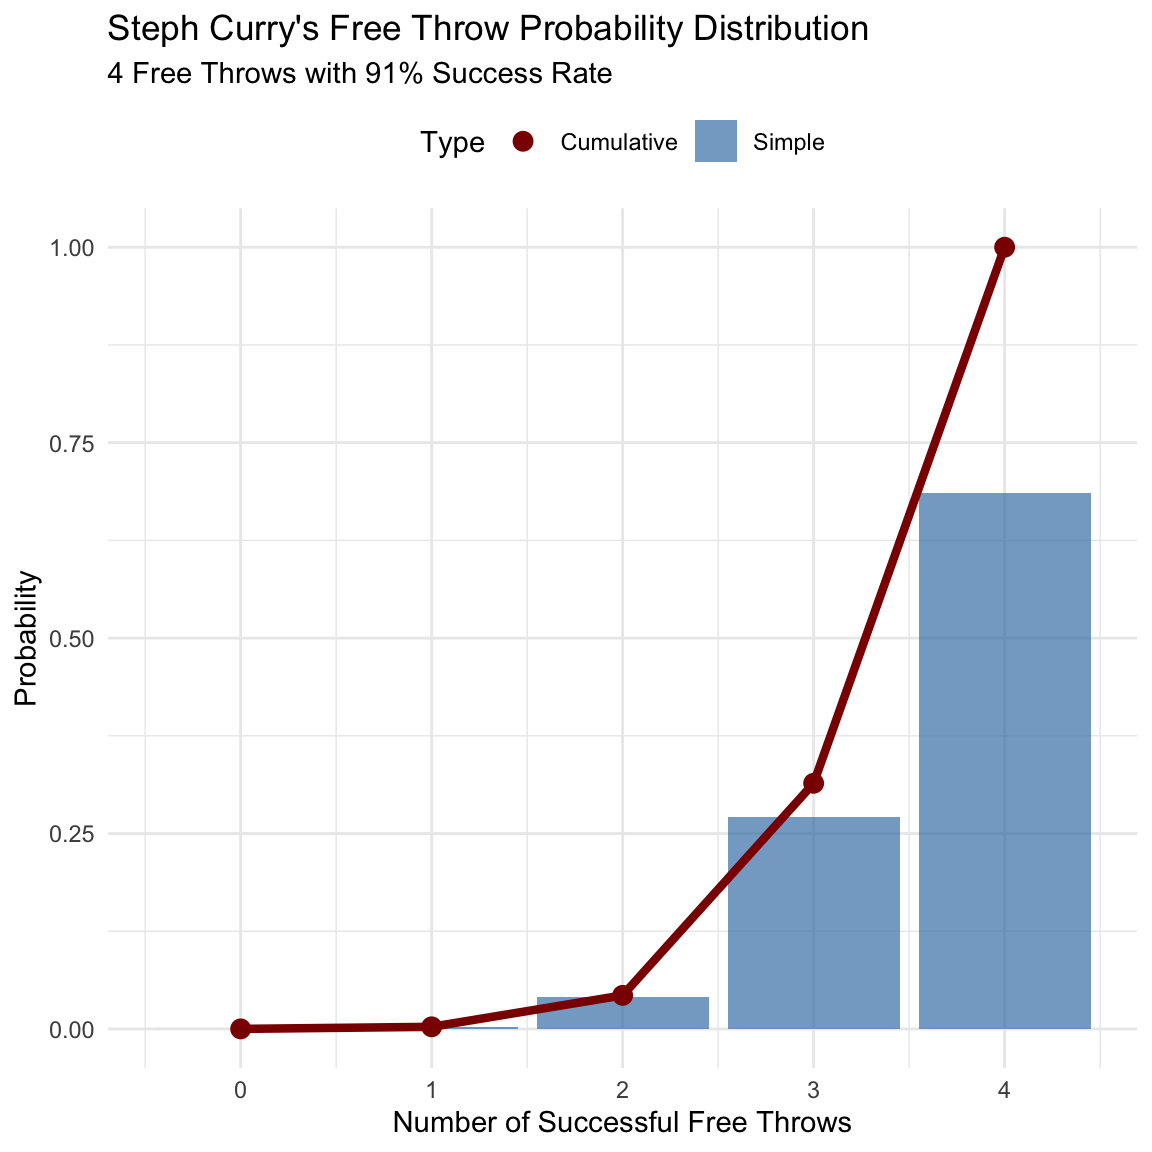 Steph Curry's Free Throw Probability Distribution
4 Free Throws with 91% Success Rate
Type Cumulative Simple
1.00
0.75
0.50
0.25
0.00
Probability
0 1 2 3 4
Number of Successful Free Throws